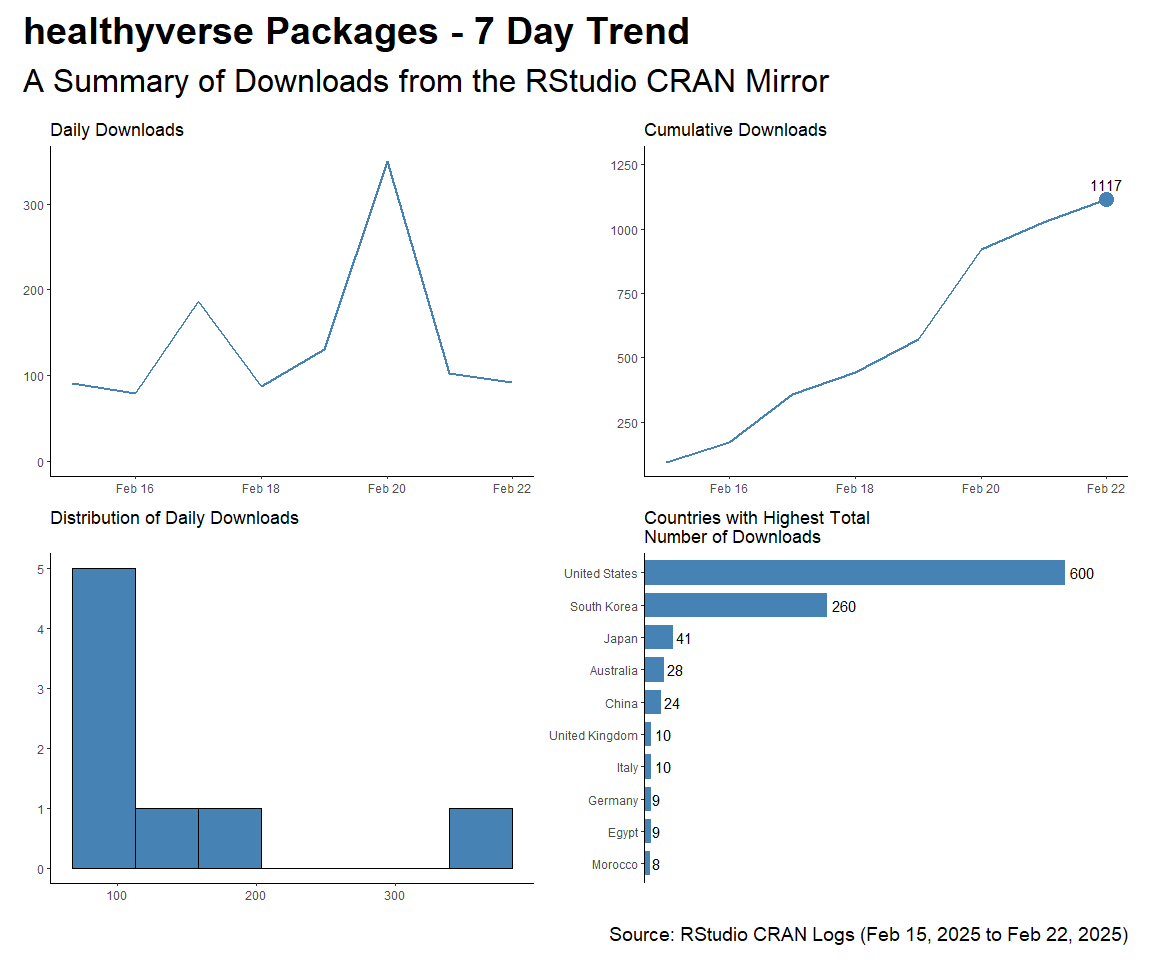 healthyverse Packages - 7 Day Trend
A Summary of Downloads from the RStudio CRAN Mirror
Daily Downloads
300
200
100
0
Feb 16 Feb 18 Feb 20 Feb 22
Cumulative Downloads
1250
1000
750
500
250
1117
Feb 16 Feb 18 Feb 20 Feb 22
Distribution of Daily Downloads
5
4
3
2
1
0
100 200 300
Countries with Highest Total
Number of Downloads
United States 600
South Korea 260
Japan 41
Australia 28
China 24
United Kingdom 10
Italy 10
Germany 9
Egypt 9
Morocco 8
Source: RStudio CRAN Logs (Feb 15, 2025 to Feb 22, 2025)